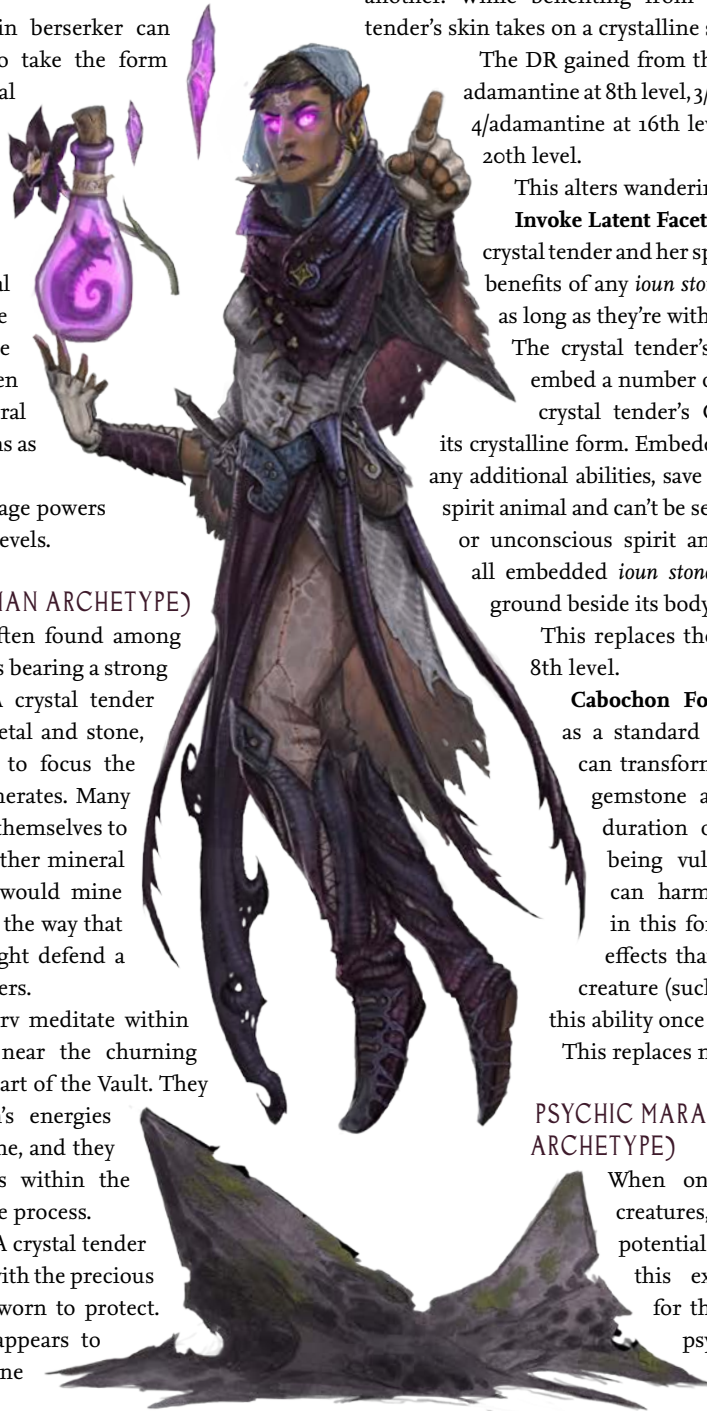 in berserker can
o take the form
al
al
e
e
en
ral
ns as
age powers
evels.
IAN ARCHETYPE)
ften found among
s bearing a strong
A crystal tender
etal and stone,
to focus the
nerates. Many
themselves to
ther mineral
would mine
the way that
ght defend a
ers.
rv meditate within
near the churning
art of the Vault. They
's energies
ne, and they
s within the
e process.
A crystal tender
with the precious
worn to protect.
appears to
ne
tender's skin takes on a crystalline s
The DR gained from th
adamantine at 8th level, 3/
4/adamantine at 16th lev
20th level.
This alters wanderin
Invoke Latent Facet
crystal tender and her sp
benefits of any ioun sto
as long as they're with
The crystal tender's
embed a number o
crystal tender's C
its crystalline form. Embed
any additional abilities, save
spirit animal and can't be se
or unconscious spirit an
all embedded ioun stone
ground beside its body
This replaces the
8th level.
Cabochon Fo
as a standard
can transform
gemstone a
duration o
being vul
can harm
in this fo
effects tha
creature (such
this ability once
This replaces
PSYCHIC MARA
ARCHETYPE)
When on
creatures,
potential
this ex
for th
psy